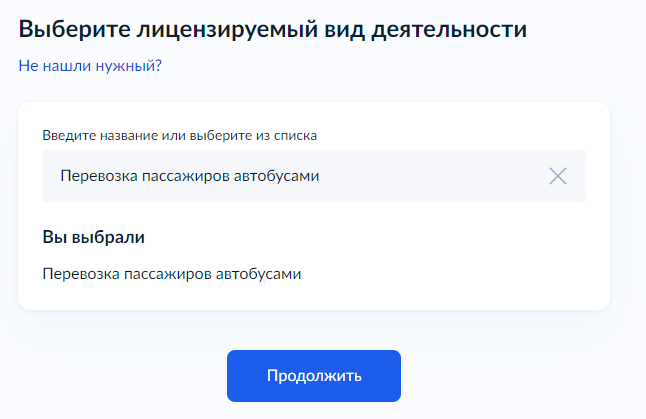 Выберите лицензируемый вид деятельности
Не нашли нужный?
Введите название или выберите из списка
Перевозка пассажиров автобусами
Вы выбрали
Перевозка пассажиров автобусами
Продолжить